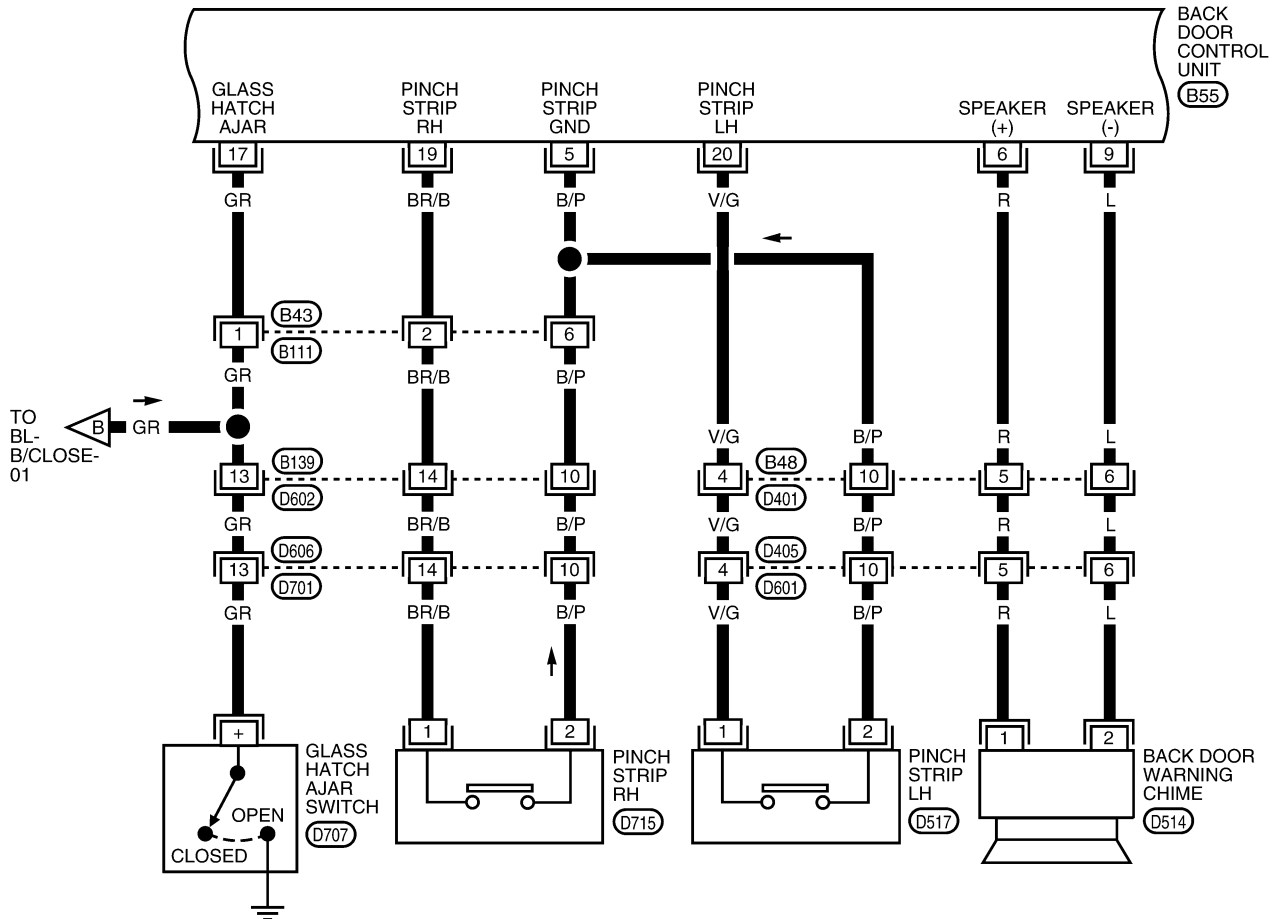 BACK
DOOR
CONTROL
UNIT
B55
GLASS
HATCH
AJAR
PINCH
STRIP
RH
PINCH
STRIP
GND
PINCH
STRIP
LH
SPEAKER
(+)
SPEAKER
(-)
17 19 5 20 6 9
GR BR/B B/P V/G R L
B43
1 2 6
B111
GR BR/B B/P
TO
BL-
B/CLOSE-
01
B GR
V/G B/P R L
B139 B48
13 14 10 4 10 5 6
D602 D401
GR BR/B B/P V/G B/P R L
D606 D405
13 14 10 4 10 5 6
D701 D601
GR BR/B B/P V/G B/P R L
+ 1 2 1 2 1 2
GLASS
HATCH
AJAR
SWITCH
D707
OPEN
CLOSED
PINCH
STRIP
RH
D715
PINCH
STRIP
LH
D517
BACK DOOR
WARNING
CHIME
D514